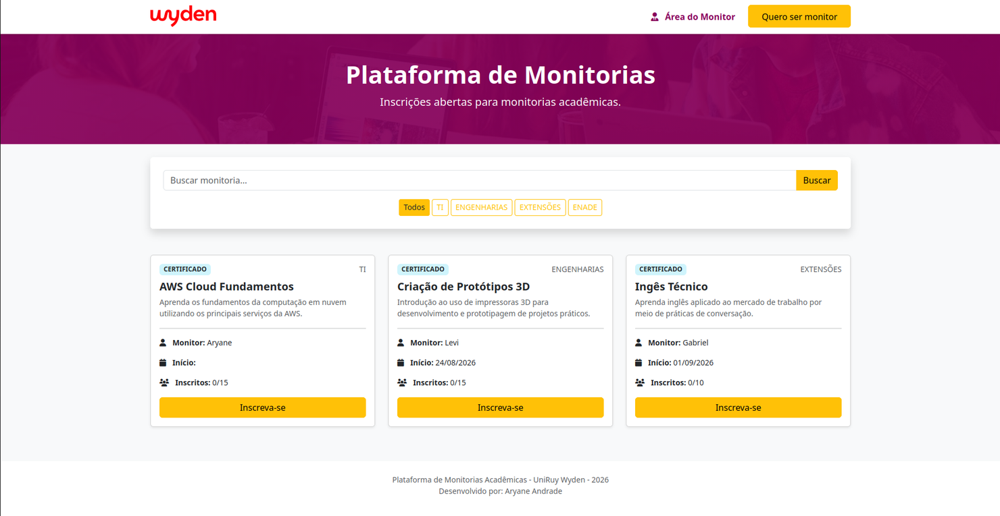 wyden
Área do Monitor
Quero ser monitor
Plataforma de Monitorias
Inscrições abertas para monitorias acadêmicas.
Buscar monitoria...
Buscar
Todos
TI
ENGENHARIAS
EXTENSÕES
ENADE
CERTIFICADO
TI
AWS Cloud Fundamentos
Aprenda os fundamentos da computação em nuvem
utilizando os principais serviços da AWS.
Monitor: Aryane
Início:
Inscritos: 0/15
Inscreva-se
CERTIFICADO
ENGENHARIAS
Criação de Protótipos 3D
Introdução ao uso de impressoras 3D para
desenvolvimento e prototipagem de projetos práticos.
Monitor: Levi
Início: 24/08/2026
Inscritos: 0/15
Inscreva-se
CERTIFICADO
EXTENSÕES
Ingês Técnico
Aprenda inglês aplicado ao mercado de trabalho por
meio de práticas de conversação.
Monitor: Gabriel
Início: 01/09/2026
Inscritos: 0/10
Inscreva-se
Plataforma de Monitorias Acadêmicas - UniRuy Wyden - 2026
Desenvolvido por: Aryane Andrade